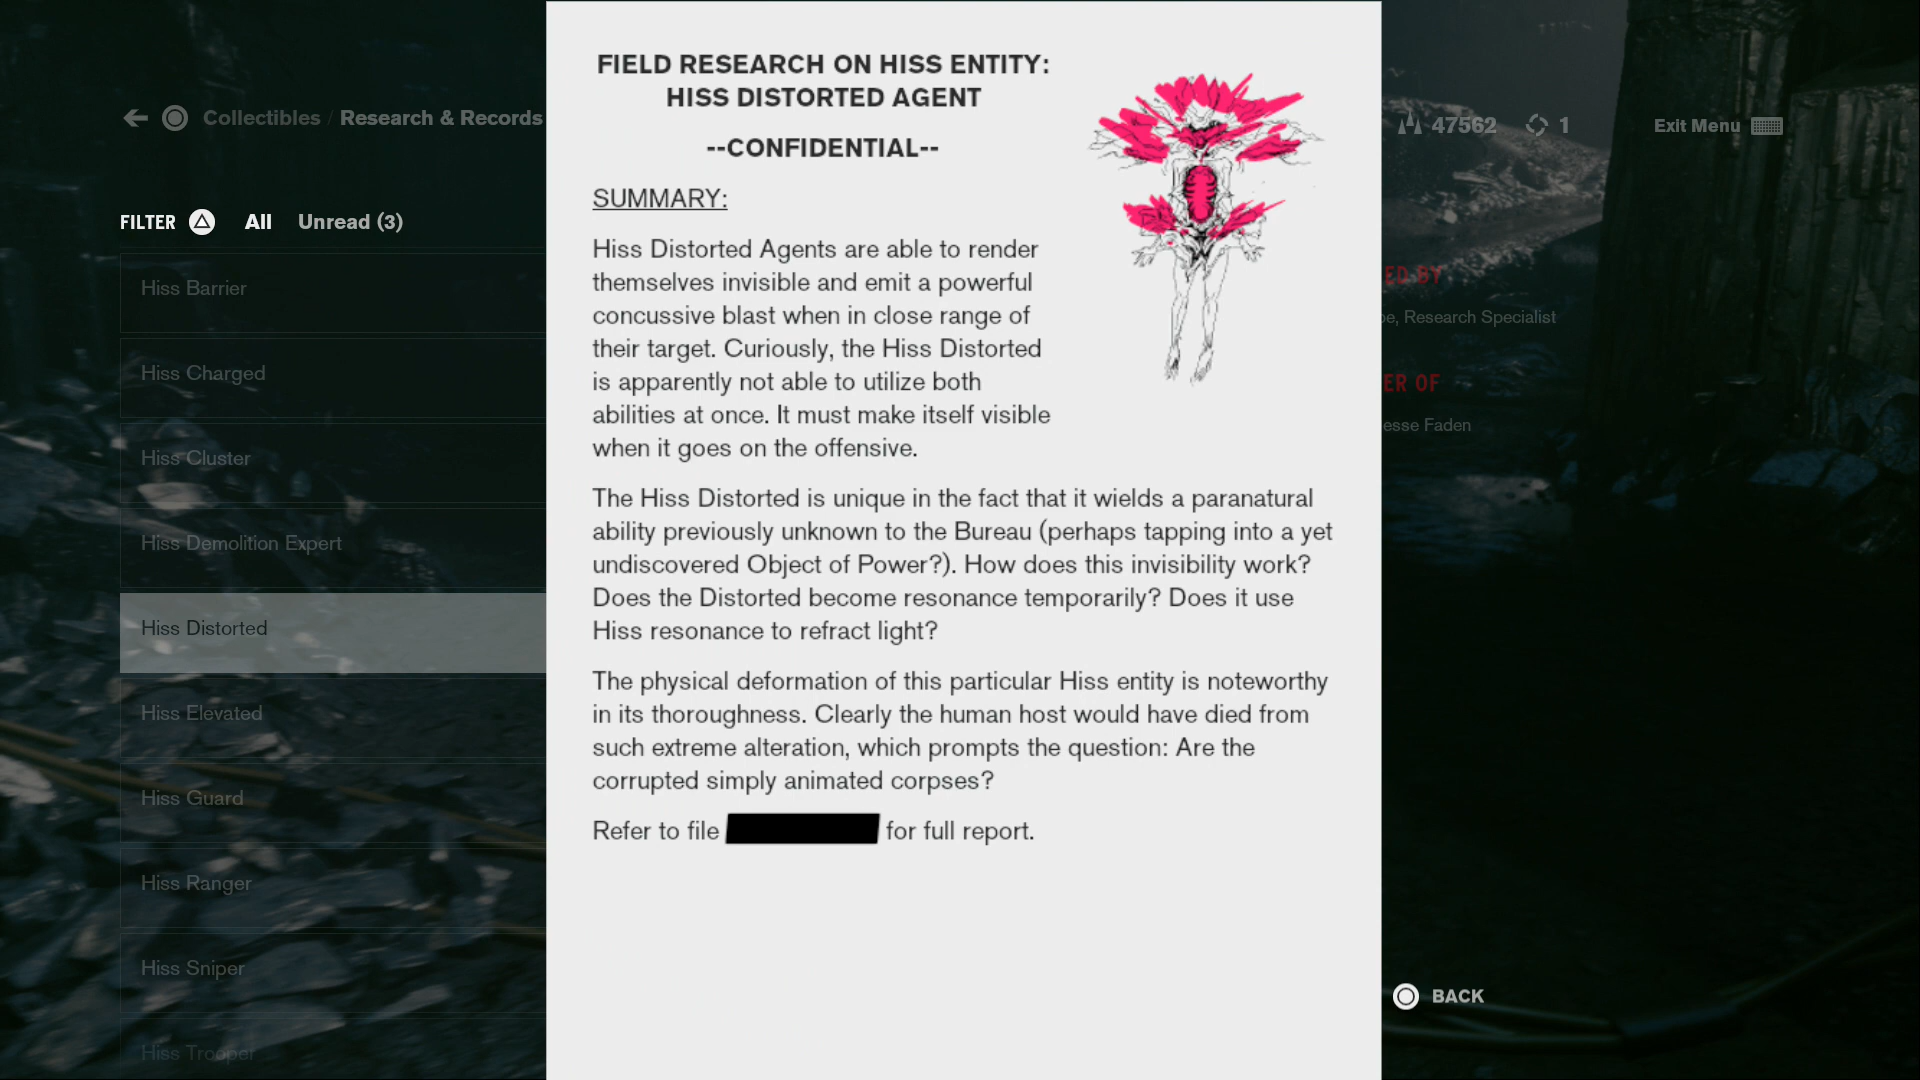 FIELD RESEARCH ON HISS ENTITY:
HISS DISTORTED AGENT
--CONFIDENTIAL--
SUMMARY:
Hiss Distorted Agents are able to render
themselves invisible and emit a powerful
concussive blast when in close range of
their target. Curiously, the Hiss Distorted
is apparently not able to utilize both
abilities at once. It must make itself visible
when it goes on the offensive.
The Hiss Distorted is unique in the fact that it wields a paranatural
ability previously unknown to the Bureau (perhaps tapping into a yet
undiscovered Object of Power?). How does this invisibility work?
Does the Distorted become resonance temporarily? Does it use
Hiss resonance to refract light?
The physical deformation of this particular Hiss entity is noteworthy
in its thoroughness. Clearly the human host would have died from
such extreme alteration, which prompts the question: Are the
corrupted simply animated corpses?
Refer to file for full report.
Collectibles / Research & Records
FILTER All Unread (3)
Hiss Barrier
Hiss Charged
Hiss Cluster
Hiss Demolition Expert
Hiss Distorted
Hiss Elevated
Hiss Guard
Hiss Ranger
Hiss Sniper
Hiss Trooper
47562 1 Exit Menu
ED BY
pe, Research Specialist
ER OF
esse Faden
BACK